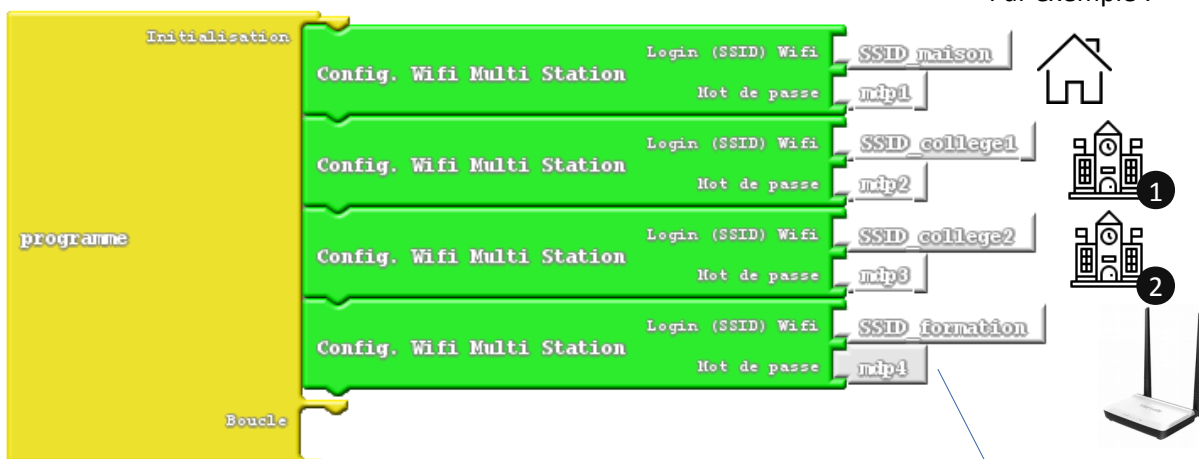 Par exemple :
Initialisation
Login (SSID) Wifi SSID_maison
Config. Wifi Multi Station
Mot de passe mdp1
Login (SSID) Wifi SSID_college1
Config. Wifi Multi Station
Mot de passe mdp2
1
programme
Login (SSID) Wifi SSID_college2
Config. Wifi Multi Station
Mot de passe mdp3
2
Login (SSID) Wifi SSID_formation
Config. Wifi Multi Station
Mot de passe mdp4
Boucle